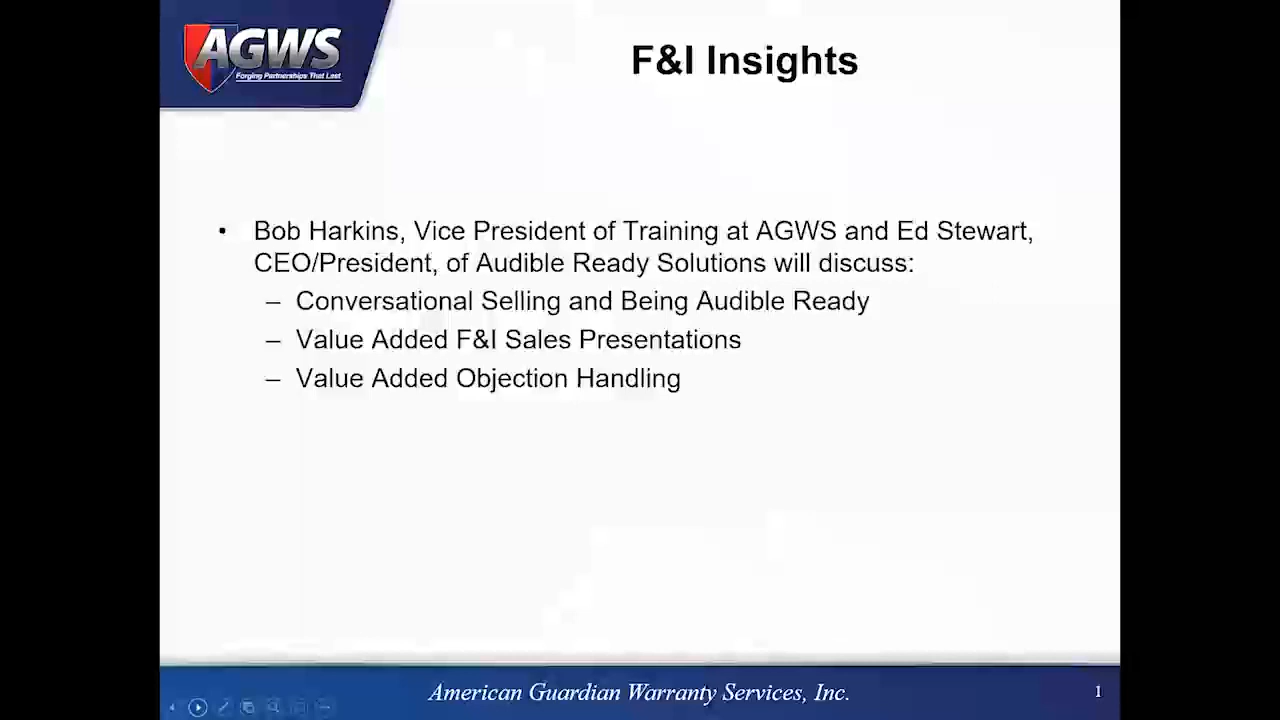 AGWS
Forging Partnerships That Last
F&I Insights
• Bob Harkins, Vice President of Training at AGWS and Ed Stewart,
CEO/President, of Audible Ready Solutions will discuss:
– Conversational Selling and Being Audible Ready
– Value Added F&I Sales Presentations
– Value Added Objection Handling
American Guardian Warranty Services, Inc.
1